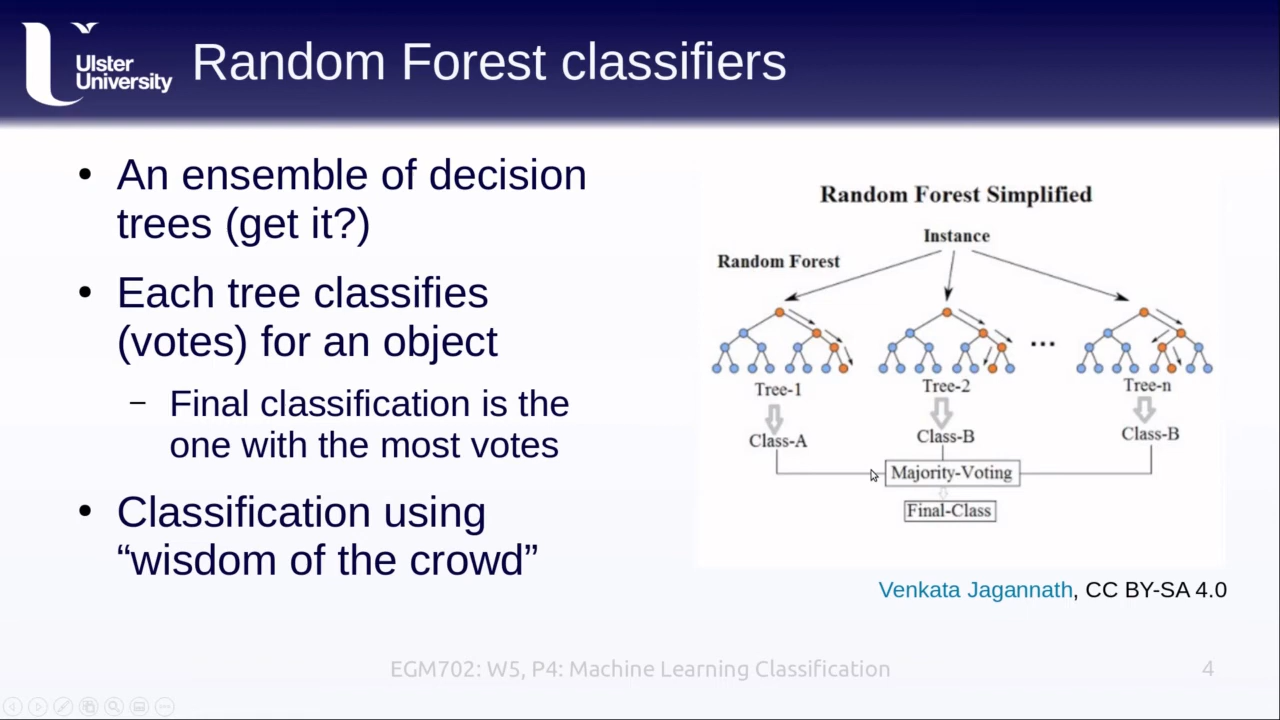 Ulster
University
Random Forest classifiers
• An ensemble of decision
trees (get it?)
• Each tree classifies
(votes) for an object
– Final classification is the
one with the most votes
• Classification using
“wisdom of the crowd”
Random Forest Simplified
Instance
Random Forest
...
Tree-1 Tree-2 Tree-n
Class-A Class-B Class-B
Majority-Voting
Final-Class
Venkata Jagannath, CC BY-SA 4.0
EGM702: W5, P4: Machine Learning Classification 4